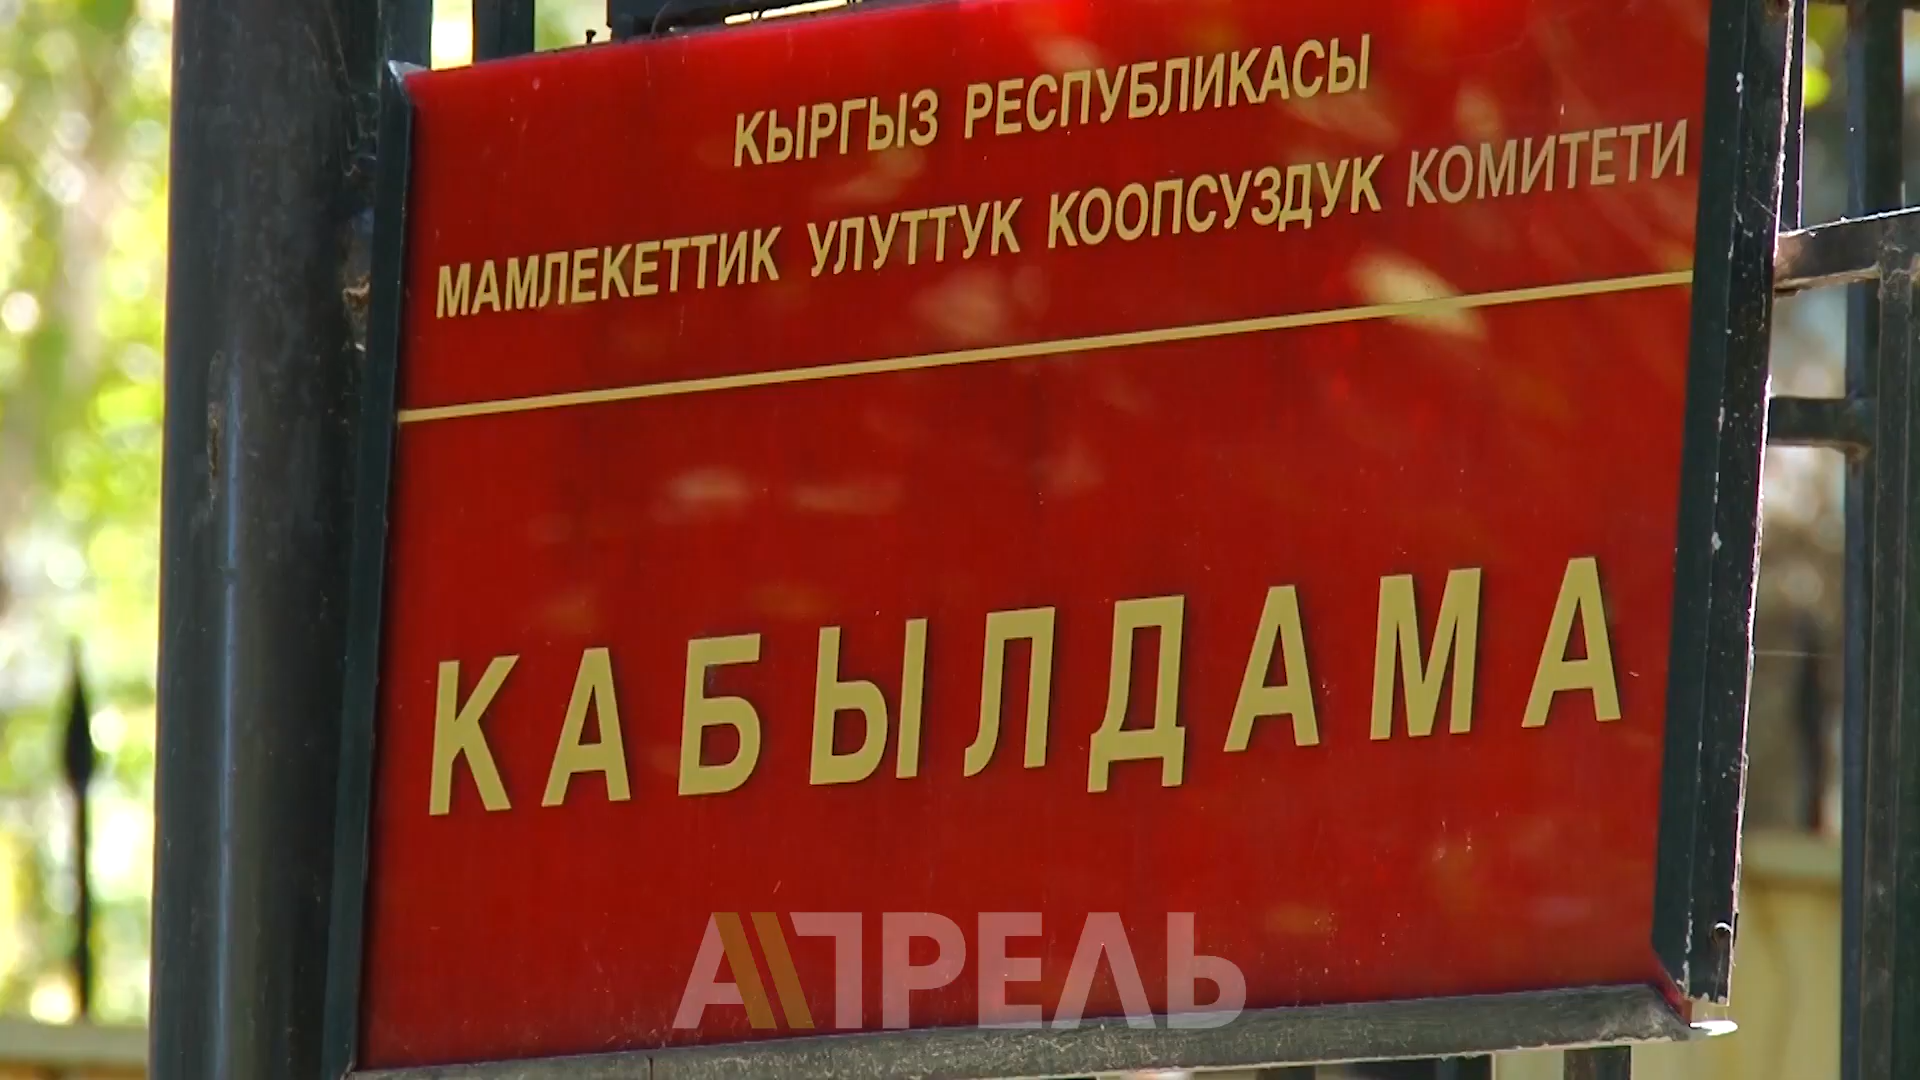 КЫРГЫЗ РЕСПУБЛИКАСЫ
МАМЛЕКЕТТИК УЛУТТУК КООПСУЗДУК КОМИТЕТИ
КАБЫЛДАМА
АПРЕЛЬ